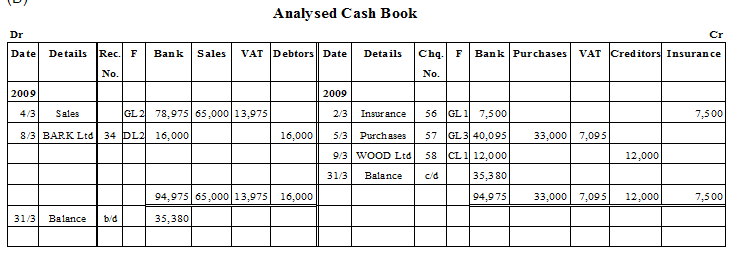 Analysed Cash Book
Dr Cr
Date Details Rec. No. F Bank Sales VAT Debtors Date Details Chq. No. F Bank Purchases VAT Creditors Insurance
2009 2009
4/3 Sales GL2 78,975 65,000 13,975 2/3 Insurance 56 GL1 7,500 7,500
8/3 BARK Ltd 34 DL2 16,000 16,000 5/3 Purchases 57 GL3 40,095 33,000 7,095
9/3 WOOD Ltd 58 CL1 12,000 12,000
31/3 Balance c/d 35,380
94,975 65,000 13,975 16,000 94,975 33,000 7,095 12,000 7,500
31/3 Balance b/d 35,380